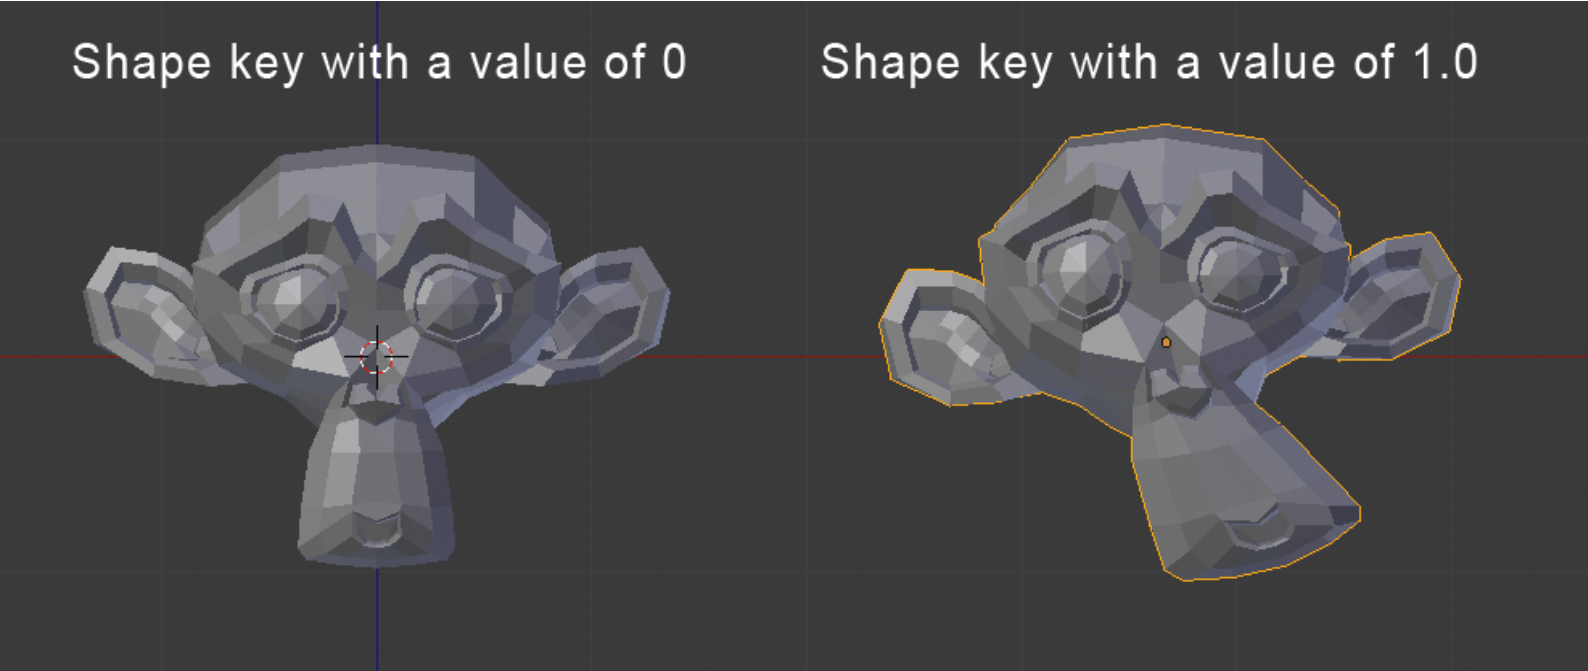 Shape key with a value of 0
Shape key with a value of 1.0